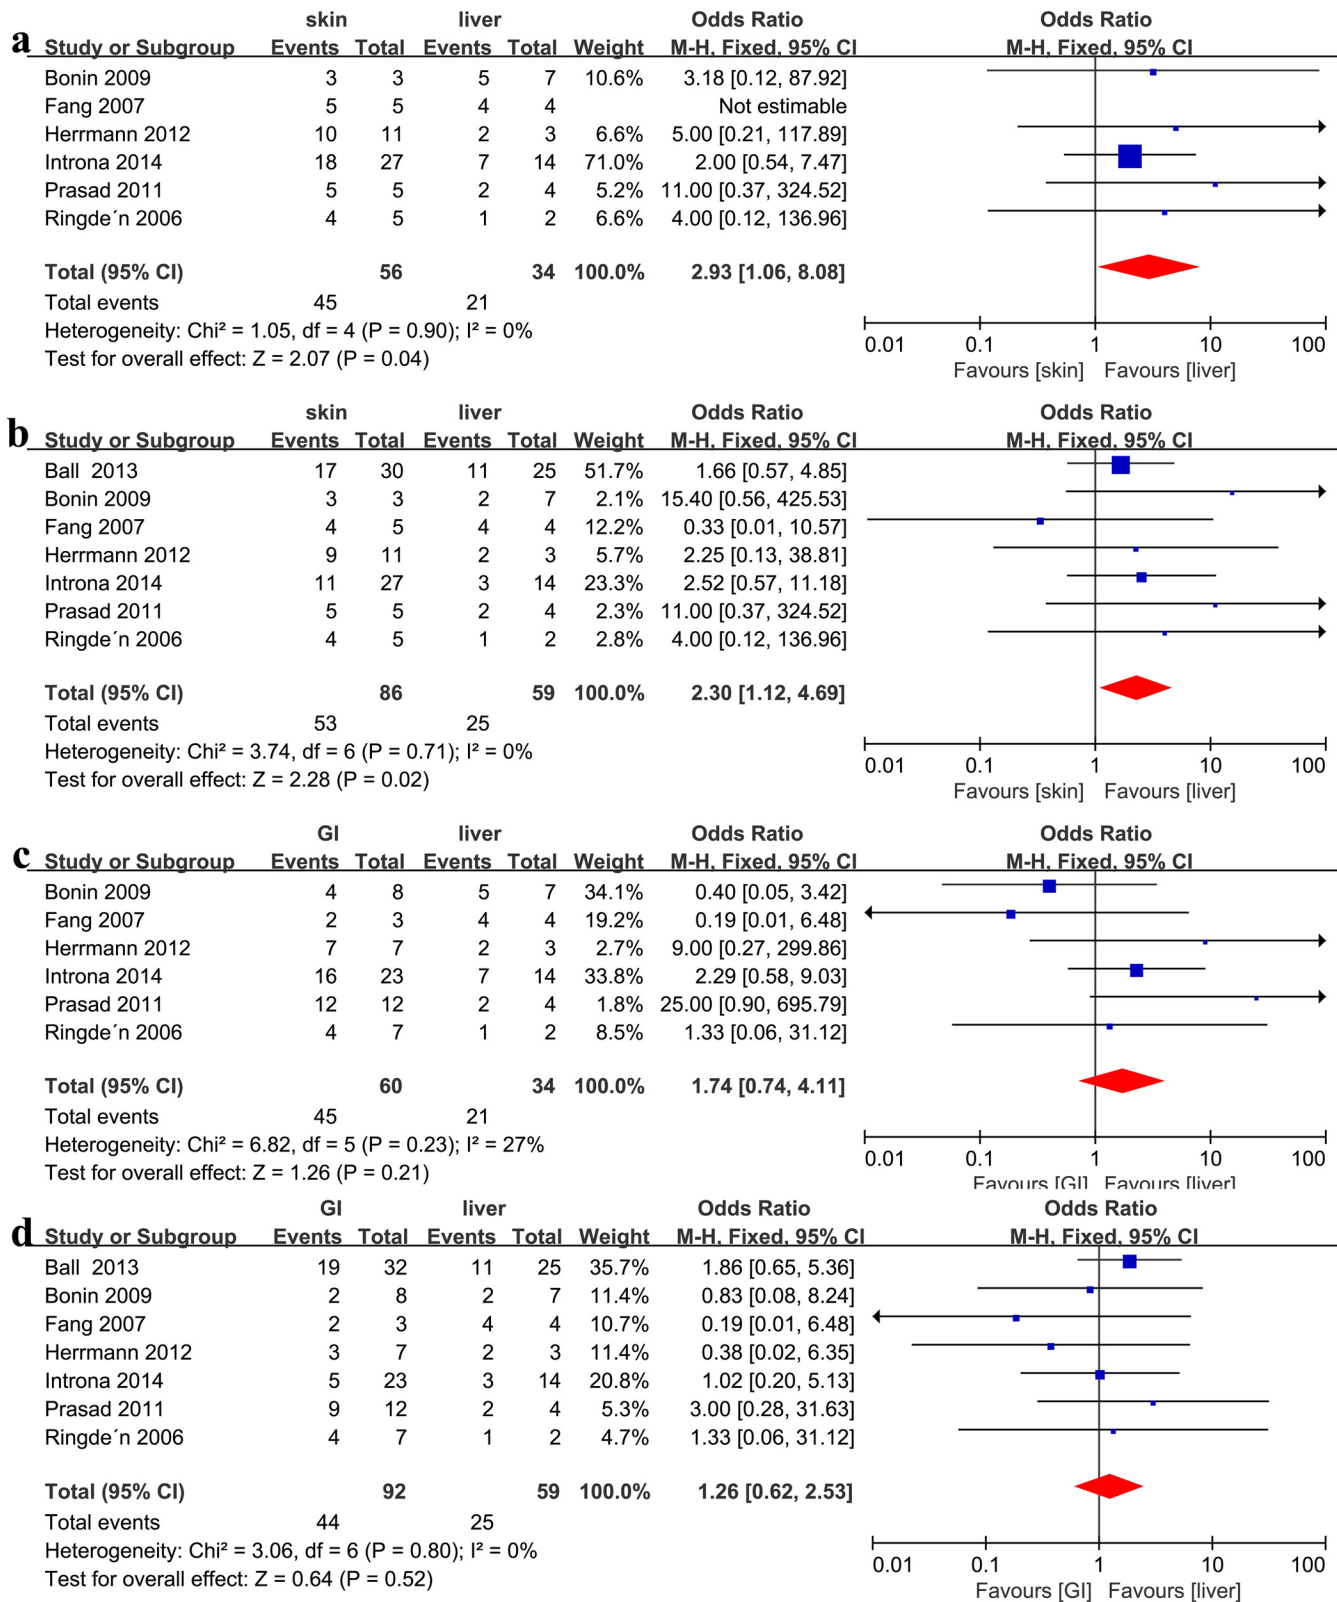 a
skin liver Odds Ratio Odds Ratio
Study or Subgroup Events Total Events Total Weight M-H, Fixed, 95% CI M-H, Fixed, 95% CI
Bonin 2009 3 3 5 7 10.6% 3.18 [0.12, 87.92]
Fang 2007 5 5 4 4 Not estimable
Herrmann 2012 10 11 2 3 6.6% 5.00 [0.21, 117.89]
Introna 2014 18 27 7 14 71.0% 2.00 [0.54, 7.47]
Prasad 2011 5 5 2 4 5.2% 11.00 [0.37, 324.52]
Ringde´n 2006 4 5 1 2 6.6% 4.00 [0.12, 136.96]
Total (95% CI) 56 34 100.0% 2.93 [1.06, 8.08]
Total events 45 21
Heterogeneity: Chi² = 1.05, df = 4 (P = 0.90); I² = 0%
Test for overall effect: Z = 2.07 (P = 0.04)
0.01 0.1 1 10 100
Favours [skin] Favours [liver]
b
skin liver Odds Ratio Odds Ratio
Study or Subgroup Events Total Events Total Weight M-H, Fixed, 95% CI M-H, Fixed, 95% CI
Ball 2013 17 30 11 25 51.7% 1.66 [0.57, 4.85]
Bonin 2009 3 3 2 7 2.1% 15.40 [0.56, 425.53]
Fang 2007 4 5 4 4 12.2% 0.33 [0.01, 10.57]
Herrmann 2012 9 11 2 3 5.7% 2.25 [0.13, 38.81]
Introna 2014 11 27 3 14 23.3% 2.52 [0.57, 11.18]
Prasad 2011 5 5 2 4 2.3% 11.00 [0.37, 324.52]
Ringde´n 2006 4 5 1 2 2.8% 4.00 [0.12, 136.96]
Total (95% CI) 86 59 100.0% 2.30 [1.12, 4.69]
Total events 53 25
Heterogeneity: Chi² = 3.74, df = 6 (P = 0.71); I² = 0%
Test for overall effect: Z = 2.28 (P = 0.02)
0.01 0.1 1 10 100
Favours [skin] Favours [liver]
c
GI liver Odds Ratio Odds Ratio
Study or Subgroup Events Total Events Total Weight M-H, Fixed, 95% CI M-H, Fixed, 95% CI
Bonin 2009 4 8 5 7 34.1% 0.40 [0.05, 3.42]
Fang 2007 2 3 4 4 19.2% 0.19 [0.01, 6.48]
Herrmann 2012 7 7 2 3 2.7% 9.00 [0.27, 299.86]
Introna 2014 16 23 7 14 33.8% 2.29 [0.58, 9.03]
Prasad 2011 12 12 2 4 1.8% 25.00 [0.90, 695.79]
Ringde´n 2006 4 7 1 2 8.5% 1.33 [0.06, 31.12]
Total (95% CI) 60 34 100.0% 1.74 [0.74, 4.11]
Total events 45 21
Heterogeneity: Chi² = 6.82, df = 5 (P = 0.23); I² = 27%
Test for overall effect: Z = 1.26 (P = 0.21)
0.01 0.1 1 10 100
Favours [GI] Favours [liver]
d
GI liver Odds Ratio Odds Ratio
Study or Subgroup Events Total Events Total Weight M-H, Fixed, 95% CI M-H, Fixed, 95% CI
Ball 2013 19 32 11 25 35.7% 1.86 [0.65, 5.36]
Bonin 2009 2 8 2 7 11.4% 0.83 [0.08, 8.24]
Fang 2007 2 3 4 4 10.7% 0.19 [0.01, 6.48]
Herrmann 2012 3 7 2 3 11.4% 0.38 [0.02, 6.35]
Introna 2014 5 23 3 14 20.8% 1.02 [0.20, 5.13]
Prasad 2011 9 12 2 4 5.3% 3.00 [0.28, 31.63]
Ringde´n 2006 4 7 1 2 4.7% 1.33 [0.06, 31.12]
Total (95% CI) 92 59 100.0% 1.26 [0.62, 2.53]
Total events 44 25
Heterogeneity: Chi² = 3.06, df = 6 (P = 0.80); I² = 0%
Test for overall effect: Z = 0.64 (P = 0.52)
0.01 0.1 1 10 100
Favours [GI] Favours [liver]